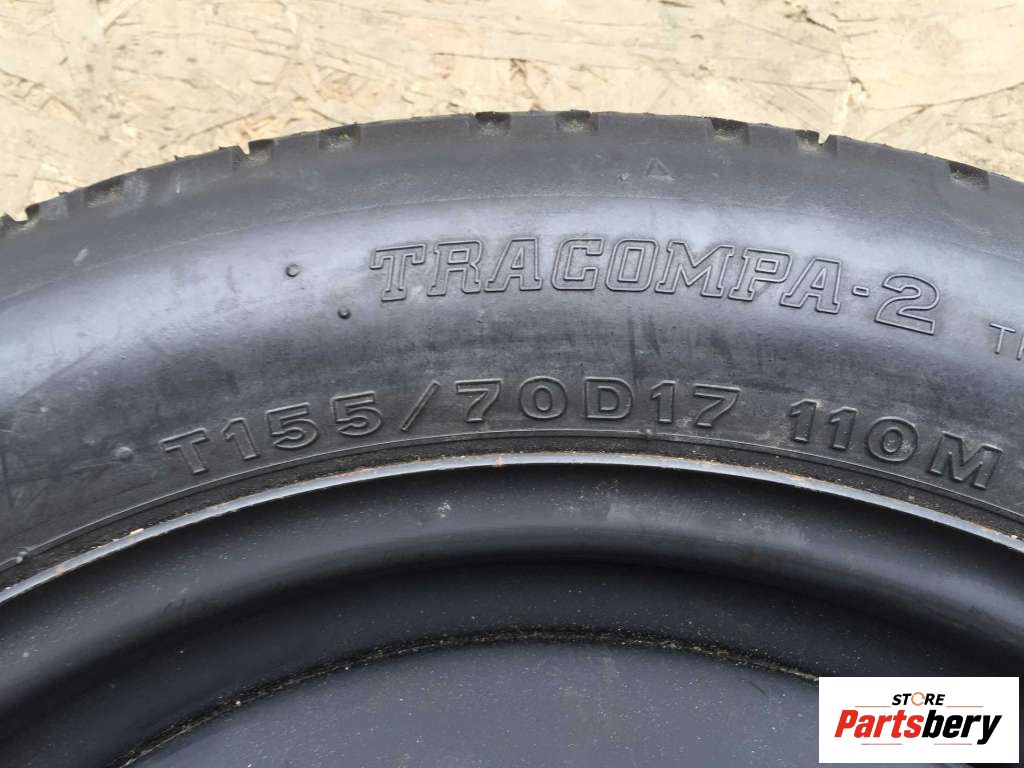 TRACOMPA-2
T155/70D17 110M
STORE
Partsbery